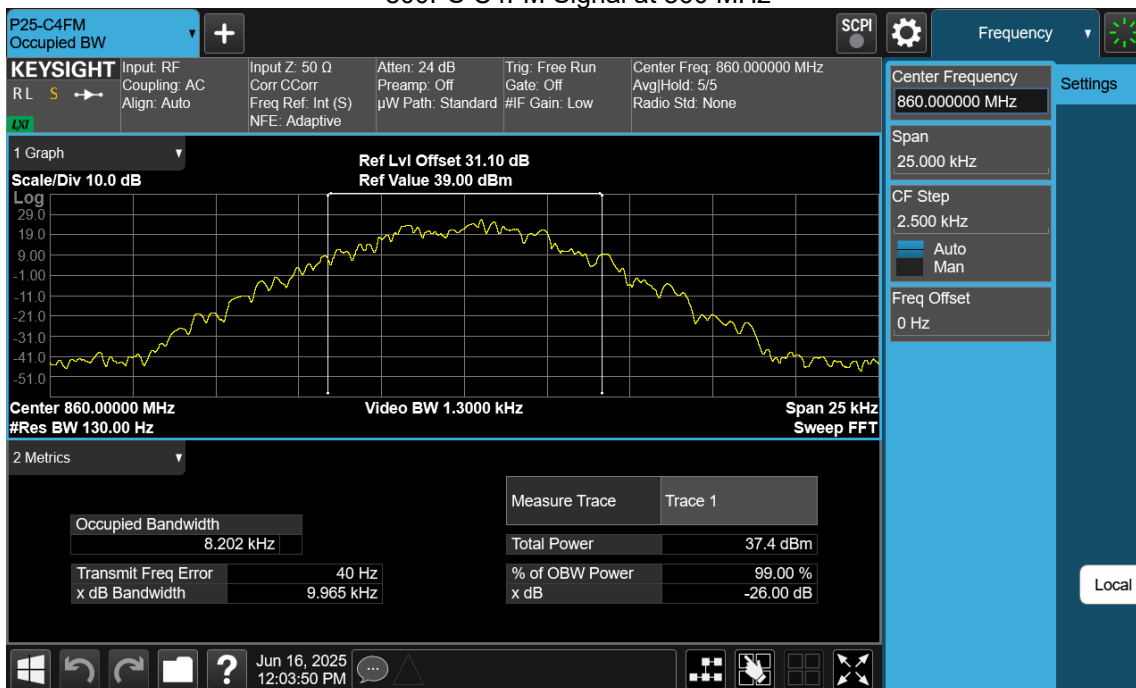 P25-C4FM
Occupied BW
SCPI
Frequency
KEYSIGHT
RL S
LXI
Input: RF
Coupling: AC
Align: Auto
Input Z: 50 Ω
Corr CCorr
Freq Ref: Int (S)
NFE: Adaptive
Atten: 24 dB
Preamp: Off
µW Path: Standard
Trig: Free Run
Gate: Off
#IF Gain: Low
Center Freq: 860.000000 MHz
Avg|Hold: 5/5
Radio Std: None
Center Frequency
860.000000 MHz
Settings
Span
25.000 kHz
CF Step
2.500 kHz
Auto
Man
Freq Offset
0 Hz
1 Graph
Ref Lvl Offset 31.10 dB
Scale/Div 10.0 dB
Ref Value 39.00 dBm
Log
29.0
19.0
9.00
-1.00
-11.0
-21.0
-31.0
-41.0
-51.0
Center 860.00000 MHz
Video BW 1.3000 kHz
Span 25 kHz
#Res BW 130.00 Hz
Sweep FFT
2 Metrics
Measure Trace Trace 1
Occupied Bandwidth
8.202 kHz
Total Power 37.4 dBm
Transmit Freq Error 40 Hz
% of OBW Power 99.00 %
x dB Bandwidth 9.965 kHz
x dB -26.00 dB
Local
?
Jun 16, 2025
12:03:50 PM